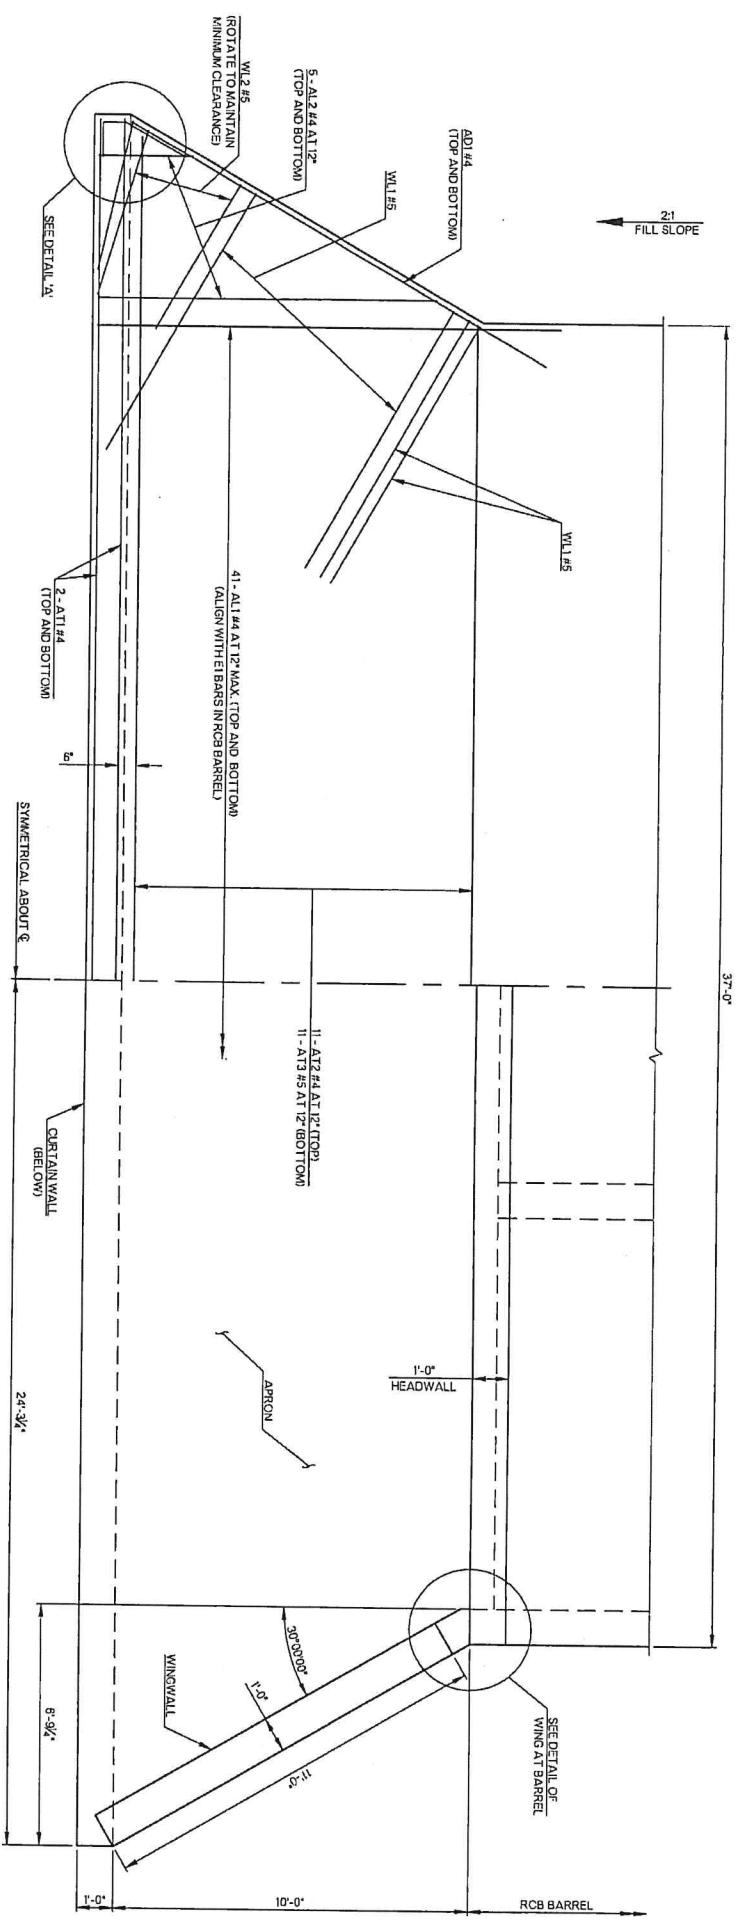 2:1
FILL SLOPE
AD1 #4
(TOP AND BOTTOM)
WL1 #5
5 - AL2 #4 AT 12"
(TOP AND BOTTOM)
WL2 #5
(ROTATE TO MAINTAIN
MINIMUM CLEARANCE)
SEE DETAIL 'A'
WL1 #5
41 - AL1 #4 AT 12" MAX. (TOP AND BOTTOM)
(ALIGN WITH E1 BARS IN RCB BARREL)
2 - AT1 #4
(TOP AND BOTTOM)
6"
SYMMETRICAL ABOUT ℄
37'-0"
11 - AT2 #4 AT 12" (TOP)
11 - AT3 #5 AT 12" (BOTTOM)
CURTAIN WALL
(BELOW)
APRON
1'-0"
HEADWALL
24'-3¼"
30°00'00"
WINGWALL
1'-0"
11'-0"
6'-9¼"
SEE DETAIL OF
WING AT BARREL
1'-0"
10'-0"
RCB BARREL